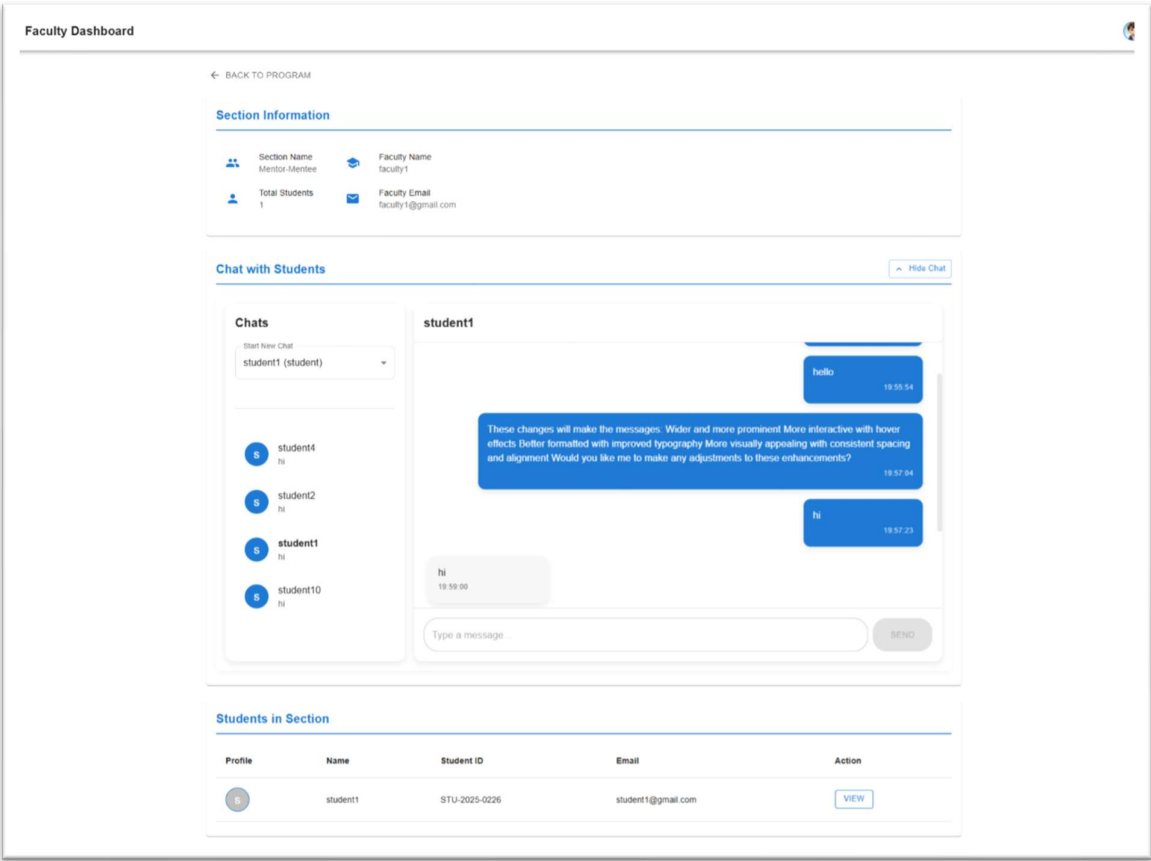 Faculty Dashboard
BACK TO PROGRAM
Section Information
Section Name
Mentor-Mentee
Faculty Name
faculty1
Total Students
1
Faculty Email
faculty1@gmail.com
Chat with Students
Hide Chat
Chats
Start New Chat
student1 (student)
S
student4
hi
S
student2
hi
S
student1
hi
S
student10
hi
student1
hello
19:55:54
These changes will make the messages: Wider and more prominent More interactive with hover
effects Better formatted with improved typography More visually appealing with consistent spacing
and alignment Would you like me to make any adjustments to these enhancements?
19:57:04
hi
19:57:23
hi
19:59:00
Type a message...
SEND
Students in Section
Profile Name Student ID Email Action
S student1 STU-2025-0226 student1@gmail.com VIEW